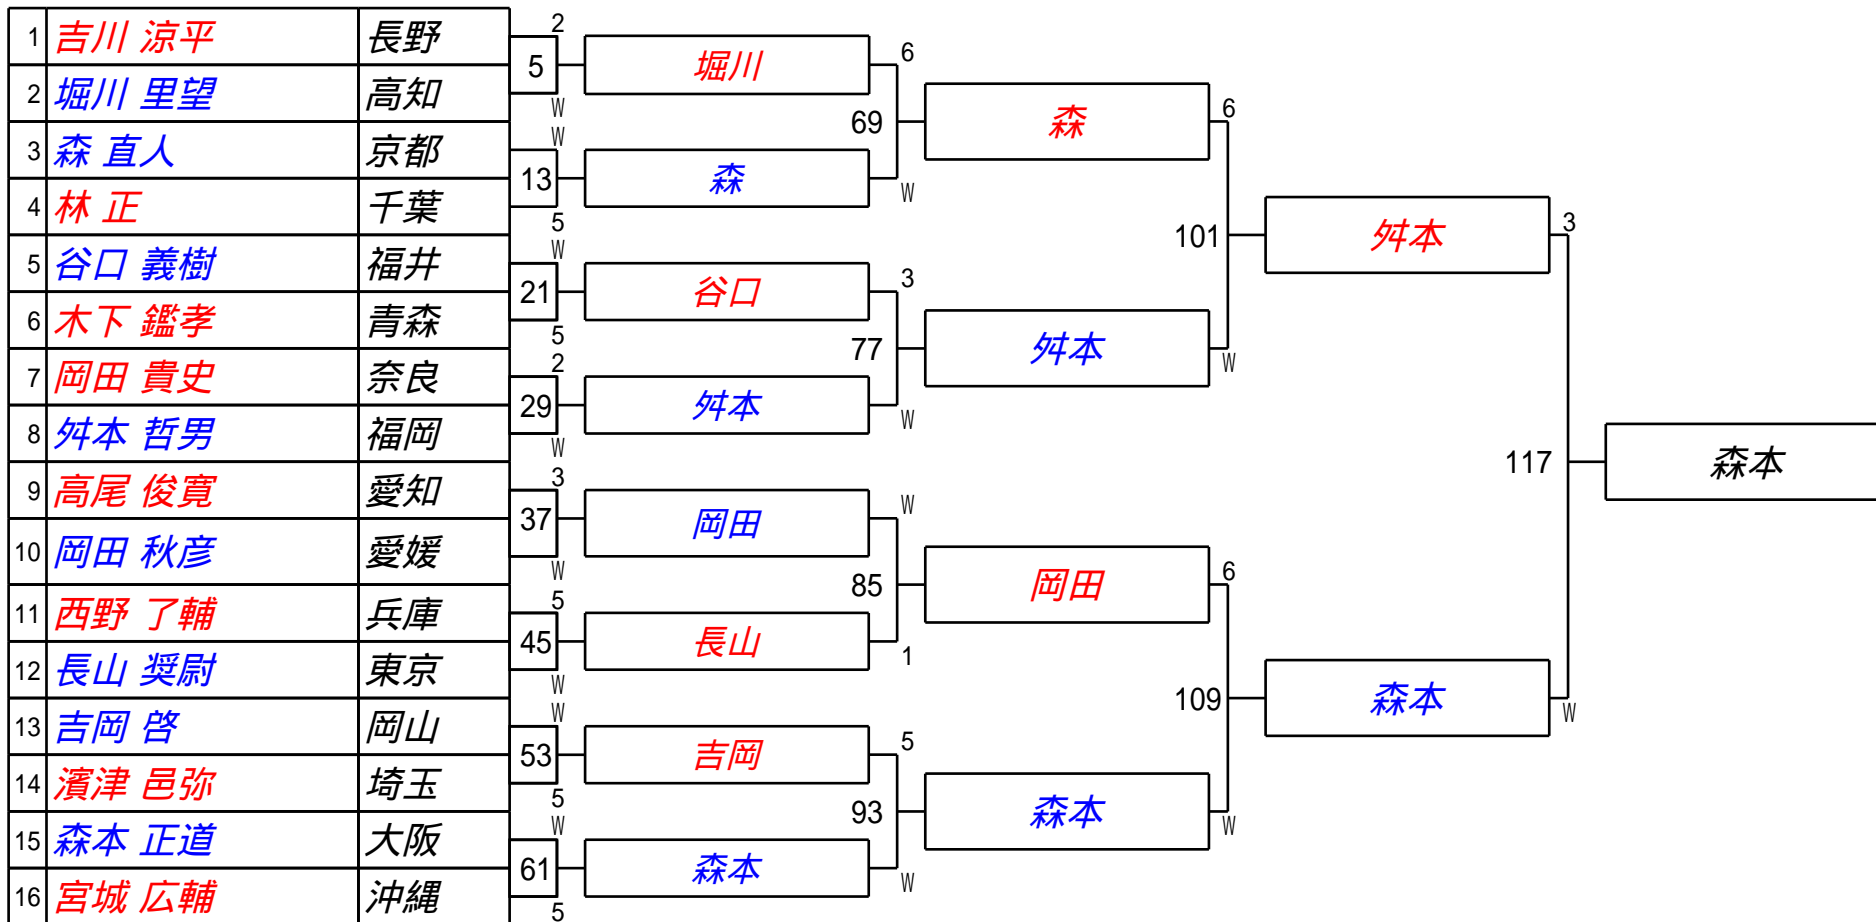 1 吉川 涼平 長野 2
5 堀川 6
2 堀川 里望 高知 W
69 森 6
3 森 直人 京都 W
13 森 W
4 林 正 千葉 5
101 舛本 3
5 谷口 義樹 福井 W
21 谷口 3
6 木下 鑑孝 青森 5
77 舛本 W
7 岡田 貴史 奈良 2
29 舛本 W
8 舛本 哲男 福岡 W
117 森本
9 高尾 俊寛 愛知 3
37 岡田 W
10 岡田 秋彦 愛媛 W
85 岡田 6
11 西野 了輔 兵庫 5
45 長山 1
12 長山 奨尉 東京 W
109 森本 W
13 吉岡 啓 岡山 W
53 吉岡 5
14 濱津 邑弥 埼玉 5
93 森本 W
15 森本 正道 大阪 W
61 森本 W
16 宮城 広輔 沖縄 5